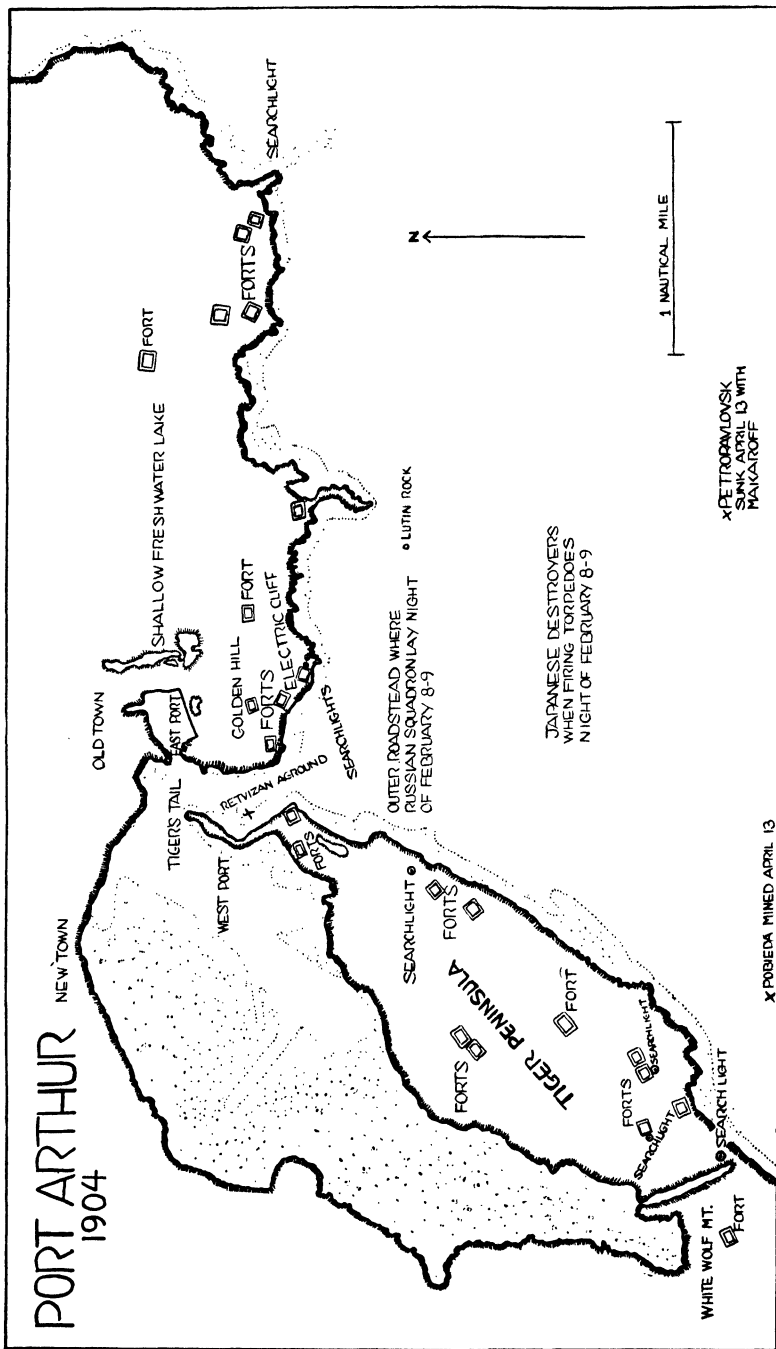 PORT ARTHUR
1904
NEW TOWN
OLD TOWN
SHALLOW FRESH WATER LAKE
FORT
TIGERS TAIL
EAST PORT
WEST PORT
RETVIZAN AGROUND
GOLDEN HILL
FORTS
ELECTRIC CLIFF
FORT
FORTS
SEARCHLIGHT
SEARCHLIGHTS
FORTS
SEARCHLIGHT
FORTS
OUTER ROADSTEAD WHERE
RUSSIAN SQUADRON LAY NIGHT
OF FEBRUARY 8-9
LUTIN ROCK
N
FORTS
TIGER PENINSULA
FORT
FORTS
SEARCHLIGHT
SEARCHLIGHT
SEARCH LIGHT
WHITE WOLF MT.
FORT
JAPANESE DESTROYERS
WHEN FIRING TORPEDOES
NIGHT OF FEBRUARY 8-9
1 NAUTICAL MILE
X PETROPAVLOVSK
SUNK APRIL 13 WITH
MAKAROFF
X POBIEDA MINED APRIL 13